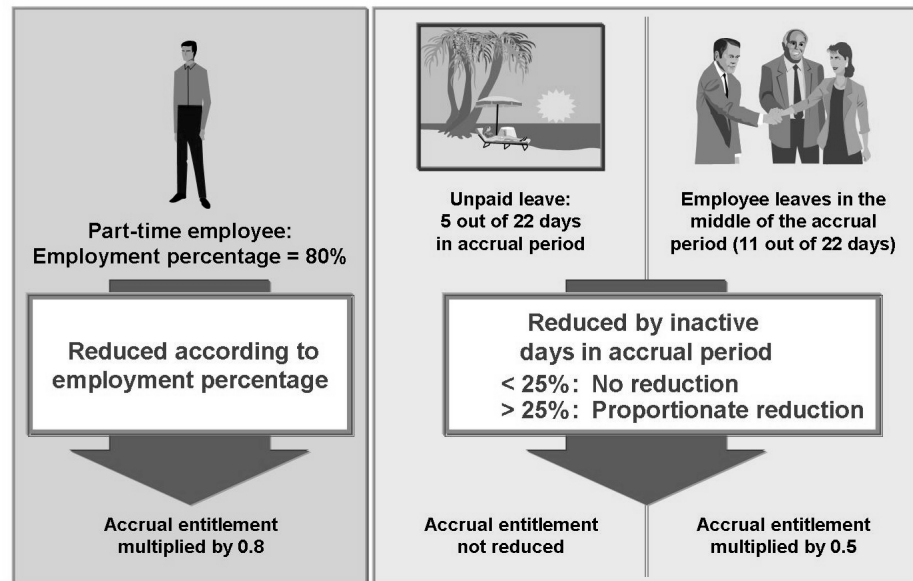 Part-time employee:
Employment percentage = 80%
Reduced according to
employment percentage
Accrual entitlement
multiplied by 0.8
Unpaid leave:
5 out of 22 days
in accrual period
Employee leaves in the
middle of the accrual
period (11 out of 22 days)
Reduced by inactive
days in accrual period
< 25%: No reduction
> 25%: Proportionate reduction
Accrual entitlement
not reduced
Accrual entitlement
multiplied by 0.5